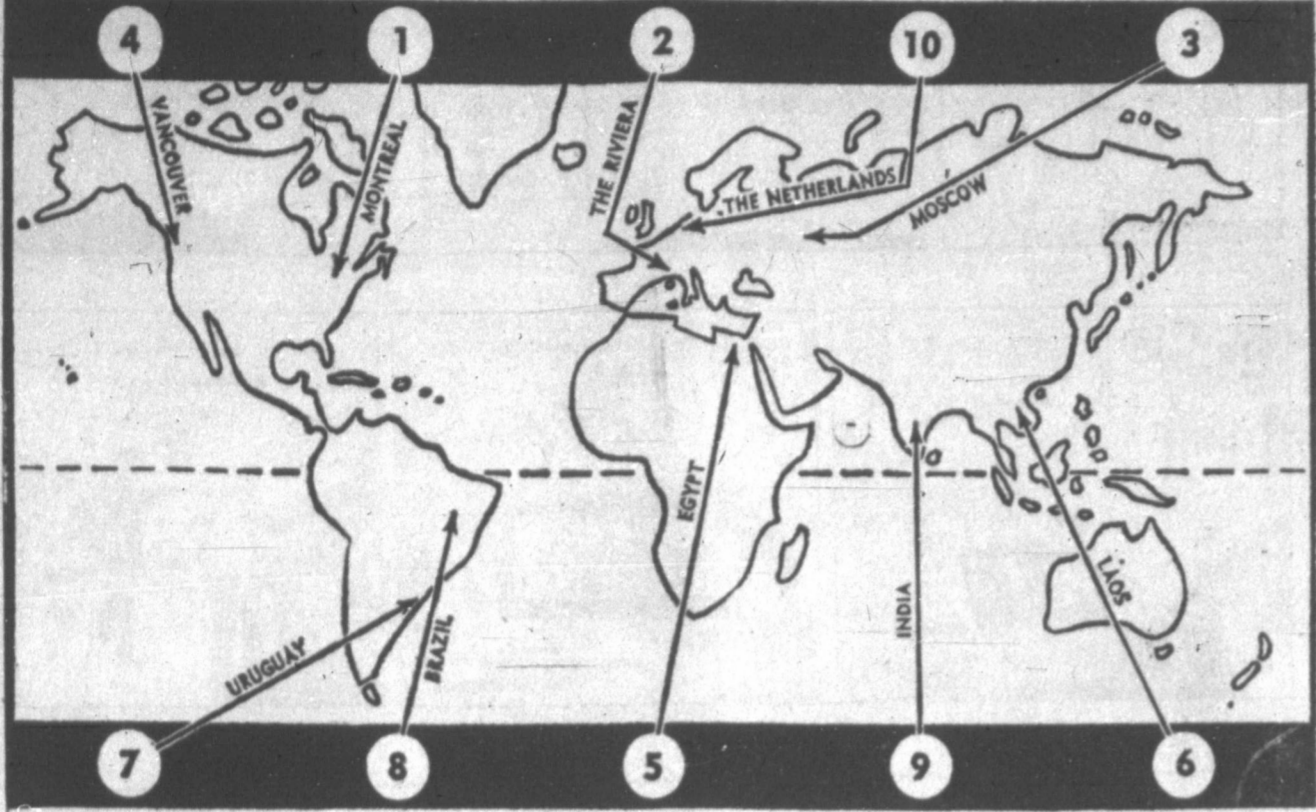 4
1
2
10
3
VANCOUVER
MONTREAL
THE RIVIERA
THE NETHERLANDS
MOSCOW
EGYPT
INDIA
LAOS
URUGUAY
BRAZIL
7
8
5
9
6